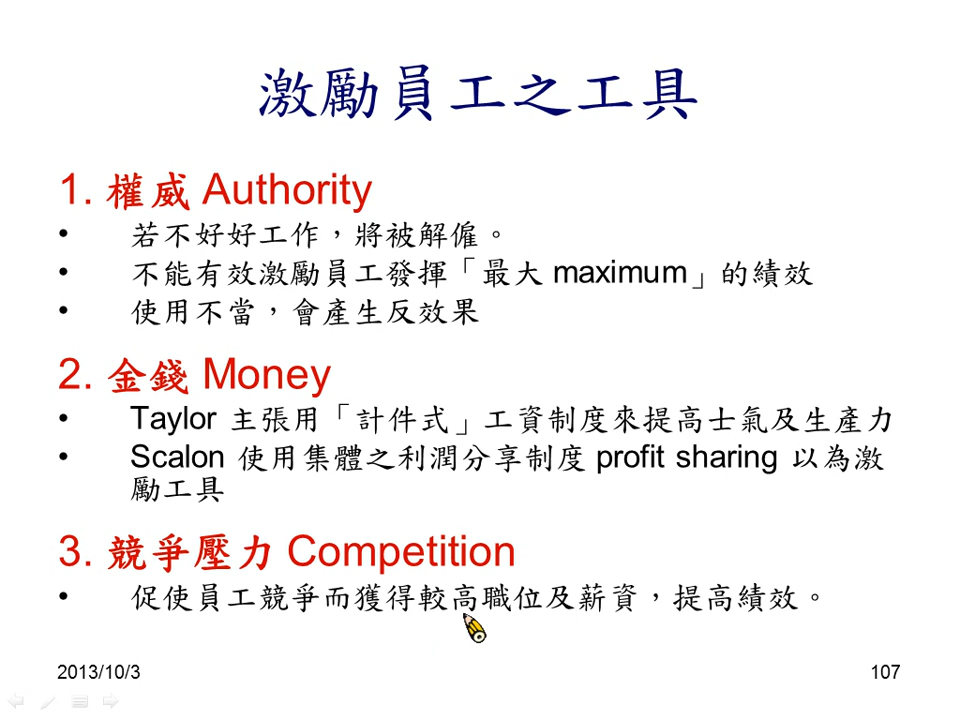 激勵員工之工具
1. 權威 Authority
• 若不好好工作，將被解僱。
• 不能有效激勵員工發揮「最大 maximum」的績效
• 使用不當，會產生反效果
2. 金錢 Money
• Taylor 主張用「計件式」工資制度來提高士氣及生產力
• Scalon 使用集體之利潤分享制度 profit sharing 以為激
勵工具
3. 競爭壓力 Competition
• 促使員工競爭而獲得較高職位及薪資，提高績效。
2013/10/3
107